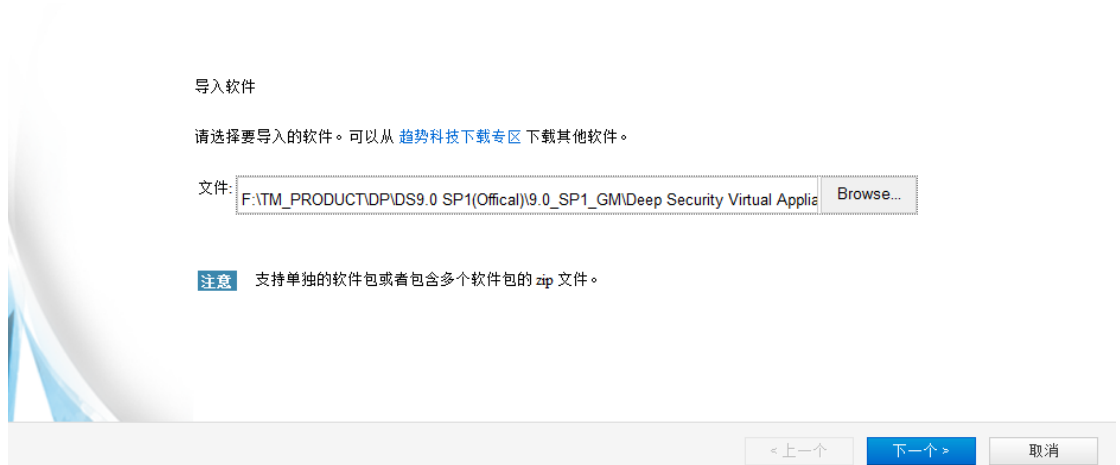 导入软件
请选择要导入的软件。可以从 趋势科技下载专区 下载其他软件。
文件: F:\TM_PRODUCT\DP\DS9.0 SP1(Offical)\9.0_SP1_GM\Deep Security Virtual Applia Browse...
注意 支持单独的软件包或者包含多个软件包的 zip 文件。
<上一个 下一个> 取消